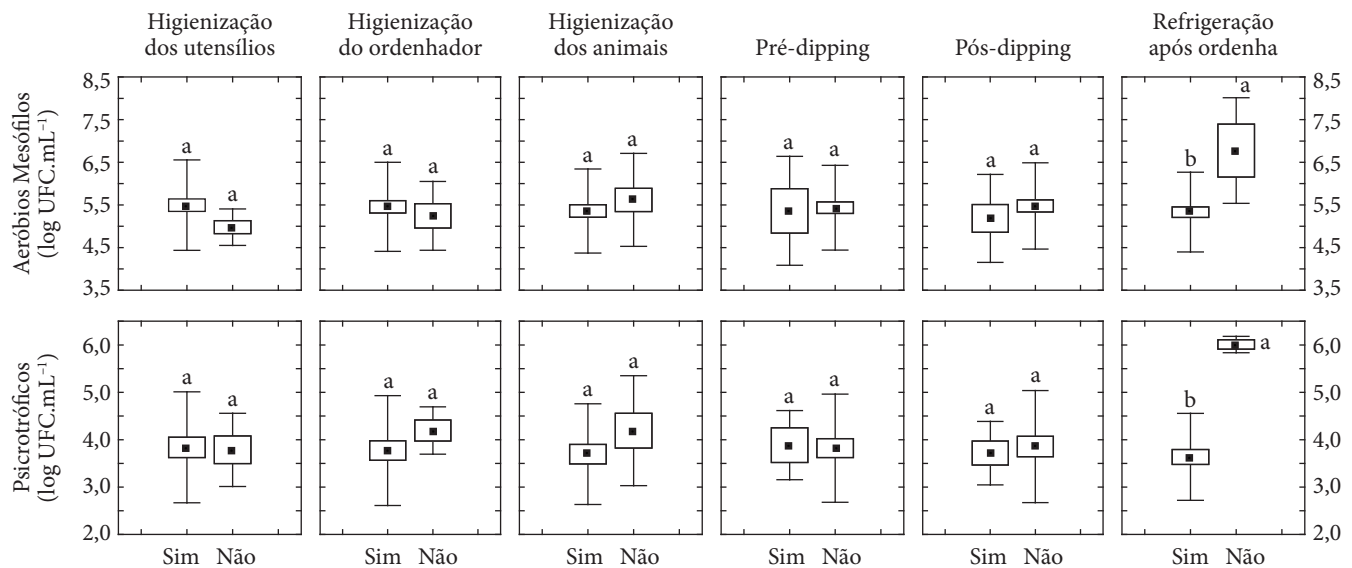 Higienização
dos utensílios
Higienização
do ordenhador
Higienização
dos animais
Pré-dipping
Pós-dipping
Refrigeração
após ordenha
Aeróbios Mesófilos
(log UFC.mL⁻¹)
8,5
7,5
6,5
5,5
4,5
3,5
a
a
a
a
a
a
a
a
a
a
b
a
8,5
7,5
6,5
5,5
4,5
3,5
Psicrotróficos
(log UFC.mL⁻¹)
6,0
5,0
4,0
3,0
2,0
a
a
a
a
a
a
a
a
a
a
b
a
6,0
5,0
4,0
3,0
2,0
Sim Não
Sim Não
Sim Não
Sim Não
Sim Não
Sim Não